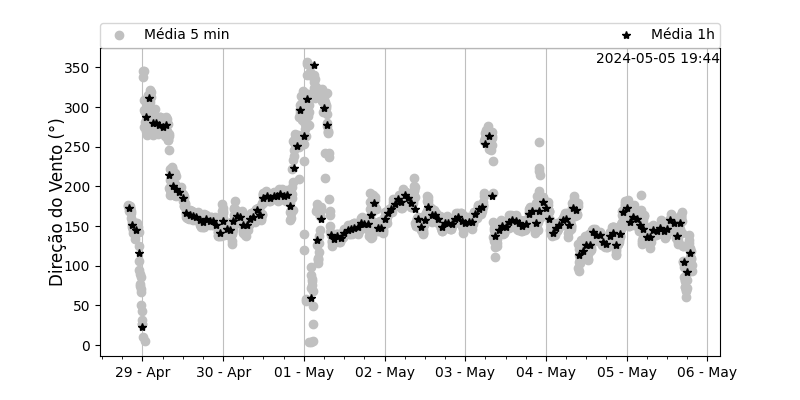 Média 5 min
Média 1h
2024-05-05 19:44
Direção do Vento (°)
350
300
250
200
150
100
50
0
29 - Apr
30 - Apr
01 - May
02 - May
03 - May
04 - May
05 - May
06 - May